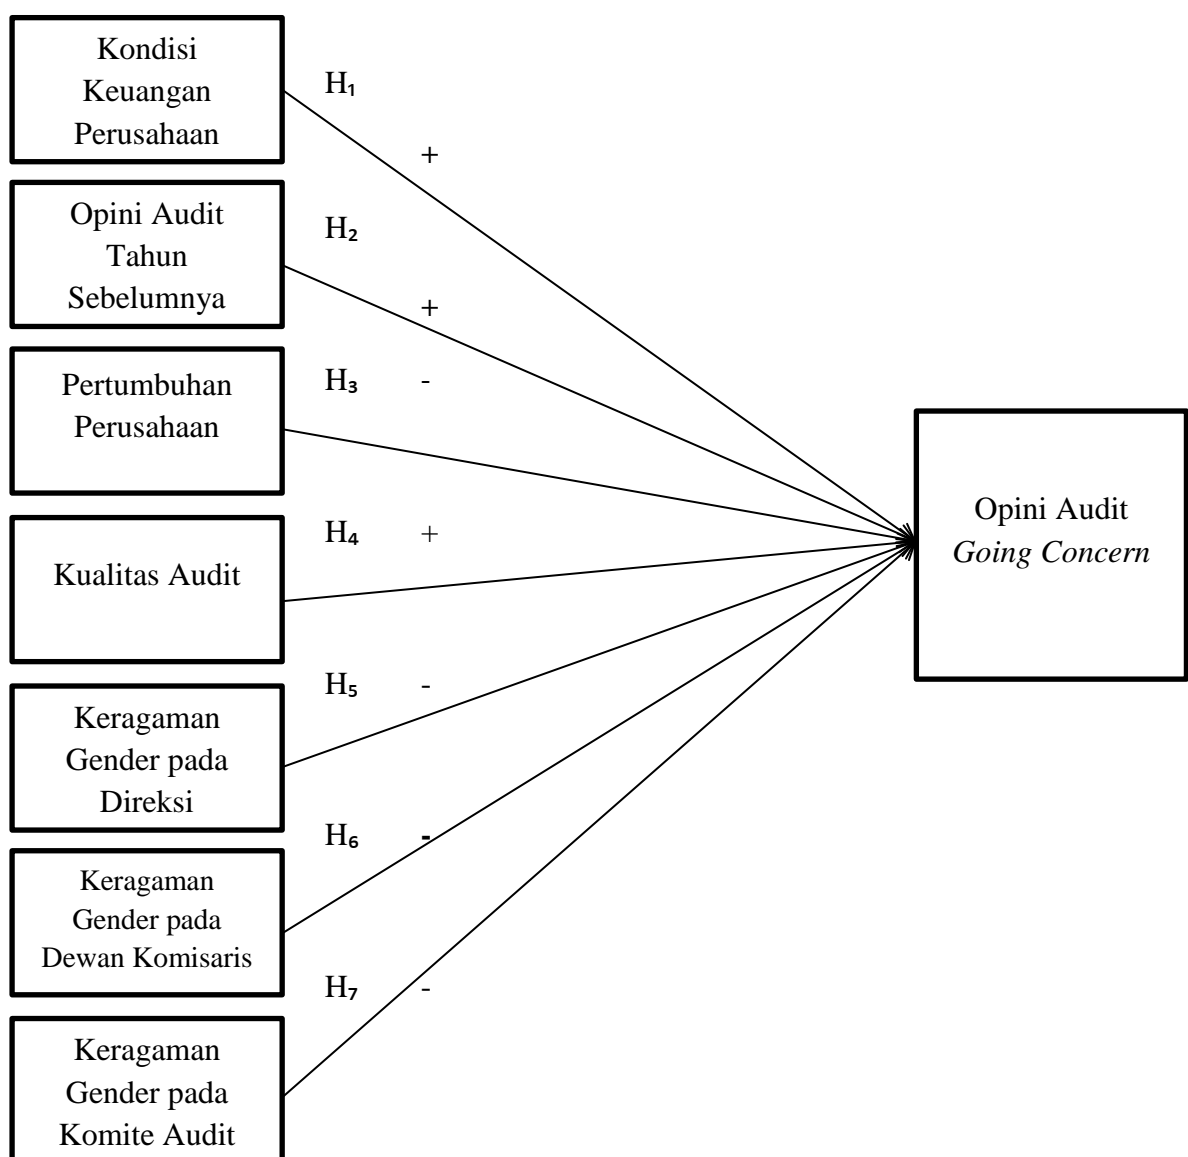 Kondisi
Keuangan
Perusahaan
H₁
+
Opini Audit
Tahun
Sebelumnya
H₂
+
Pertumbuhan
Perusahaan
H₃ -
Kualitas Audit
H₄ +
Keragaman
Gender pada
Direksi
H₅ -
Keragaman
Gender pada
Dewan Komisaris
H₆ -
Keragaman
Gender pada
Komite Audit
H₇ -
Opini Audit
Going Concern